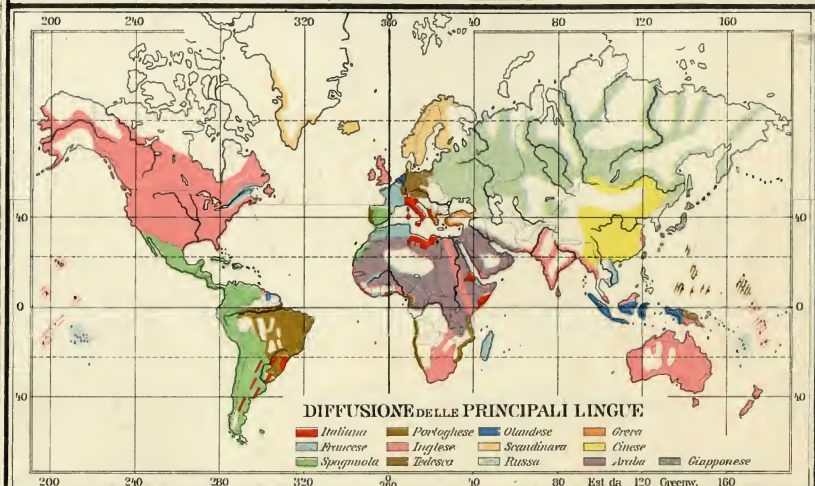 200 240 320 360 40 80 120 160
40 40
0 0
40 40
DIFFUSIONE DELLE PRINCIPALI LINGUE
Italiana Portoghese Olandese Greca
Francese Inglese Scandinava Cinese
Spagnuola Tedesca Russa Araba Giapponese
200 240 280 320 360 40 80 Est da 120 Greenw. 160